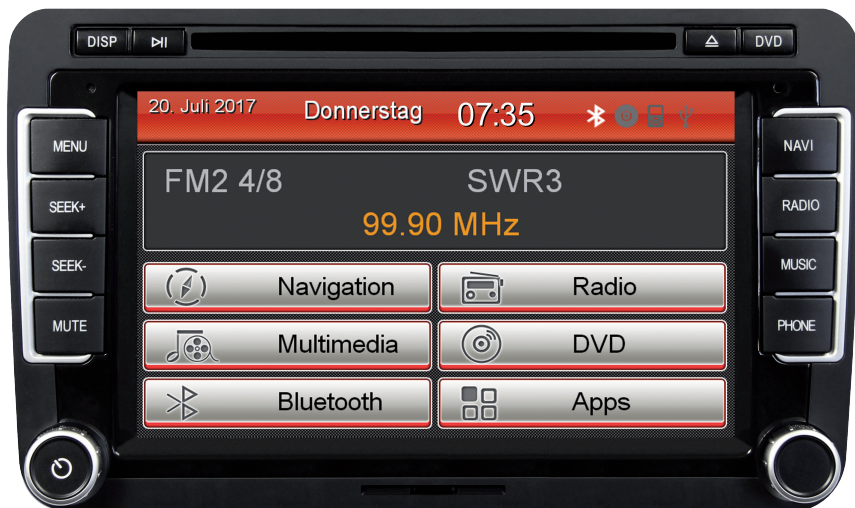 DISP
DVD
20. Juli 2017 Donnerstag 07:35
MENU
NAVI
FM2 4/8 SWR3
SEEK+
RADIO
99.90 MHz
SEEK-
MUSIC
Navigation Radio
MUTE
PHONE
Multimedia DVD
Bluetooth Apps